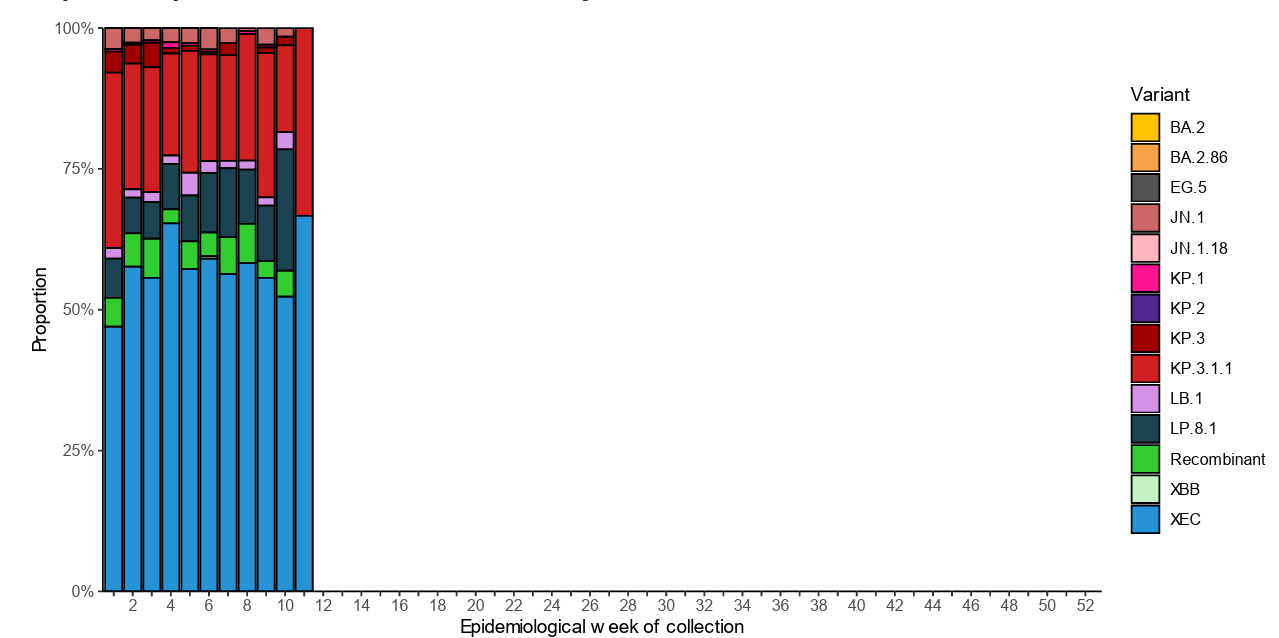 100%
75%
50%
25%
0%
Proportion
2 4 6 8 10 12 14 16 18 20 22 24 26 28 30 32 34 36 38 40 42 44 46 48 50 52
Epidemiological week of collection
Variant
BA.2
BA.2.86
EG.5
JN.1
JN.1.18
KP.1
KP.2
KP.3
KP.3.1.1
LB.1
LP.8.1
Recombinant
XBB
XEC